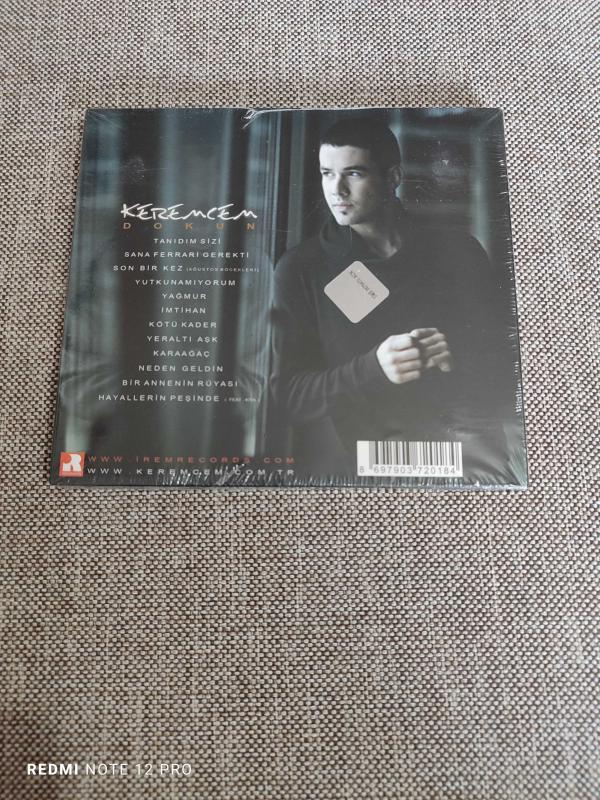 KEREMCEM
DOKUN
TANIDIM SİZİ
SANA FERRARİ GEREKTİ
SON BİR KEZ (AĞUSTOS BÖCEKLERİ)
YUTKUNAMIYORUM
YAĞMUR
İMTİHAN
KÖTÜ KADER
YERALTI AŞK
KARAAĞAÇ
NEDEN GELDİN
BİR ANNENİN RÜYASI
HAYALLERİN PEŞİNDE
R
WWW.İREMRECORDS.COM
WWW.KEREMCEM.COM.TR
8 697903 720184
REDMI NOTE 12 PRO